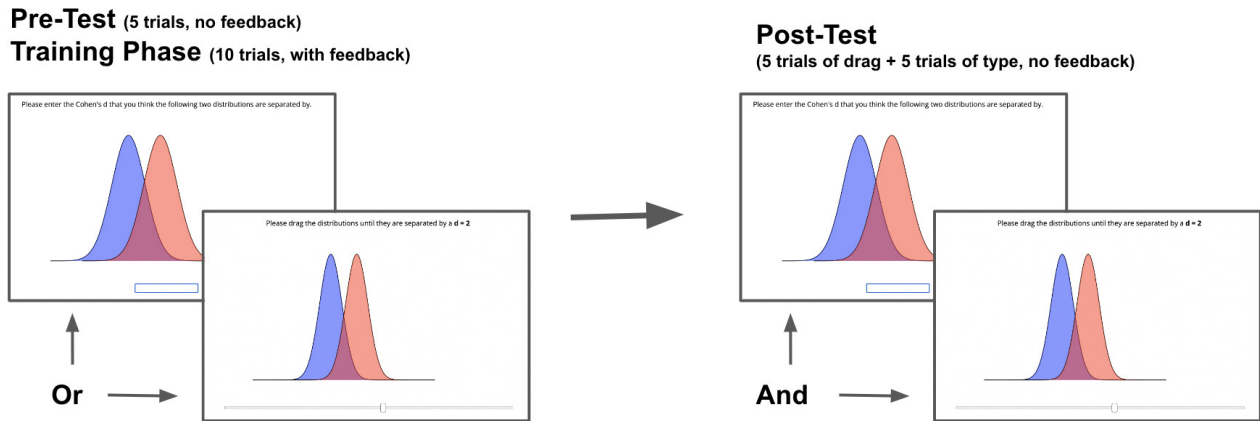 Pre-Test (5 trials, no feedback)
Training Phase (10 trials, with feedback)
Please enter the Cohen's d that you think the following two distributions are separated by.
Please drag the distributions until they are separated by a d = 2
Or
Post-Test
(5 trials of drag + 5 trials of type, no feedback)
Please enter the Cohen's d that you think the following two distributions are separated by.
Please drag the distributions until they are separated by a d = 2
And